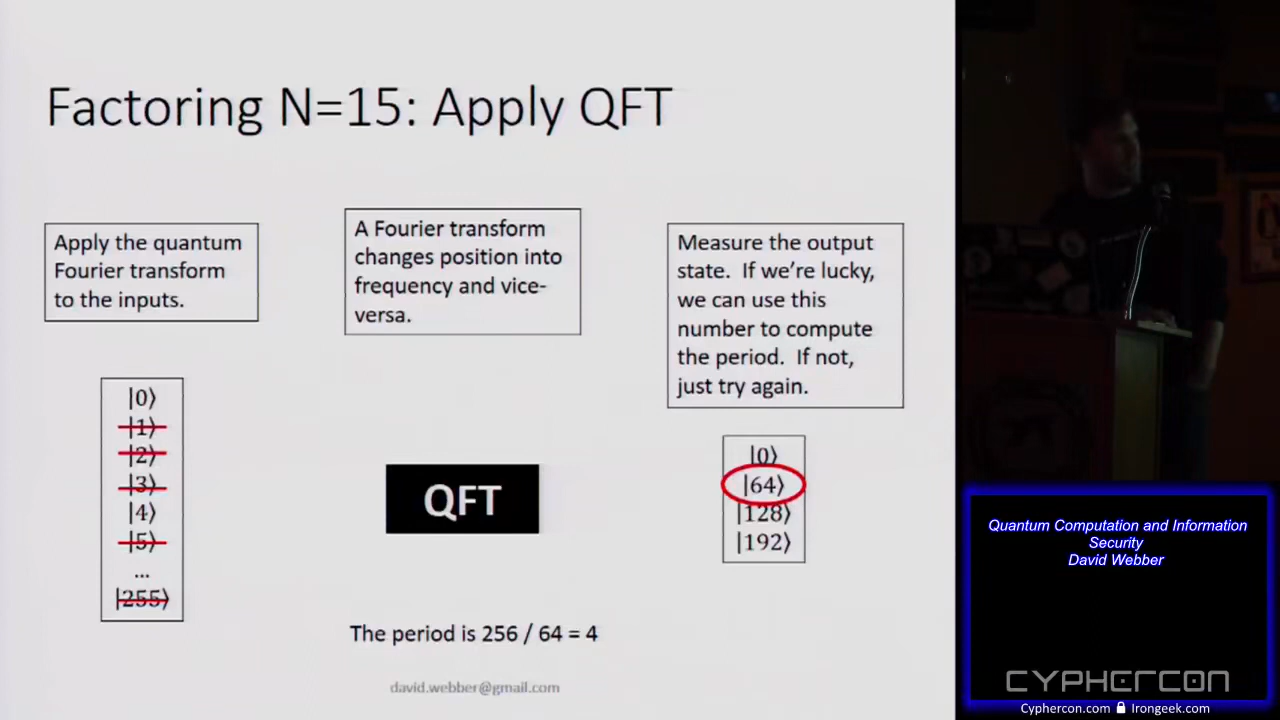 Factoring N=15: Apply QFT
Apply the quantum
Fourier transform
to the inputs.
A Fourier transform
changes position into
frequency and vice-
versa.
Measure the output
state. If we're lucky,
we can use this
number to compute
the period. If not,
just try again.
|0⟩
|1⟩
|2⟩
|3⟩
|4⟩
|5⟩
...
|255⟩
QFT
|0⟩
|64⟩
|128⟩
|192⟩
The period is 256 / 64 = 4
david.webber@gmail.com
Quantum Computation and Information
Security
David Webber
CYPHERCON
Cyphercon.com Irongeek.com